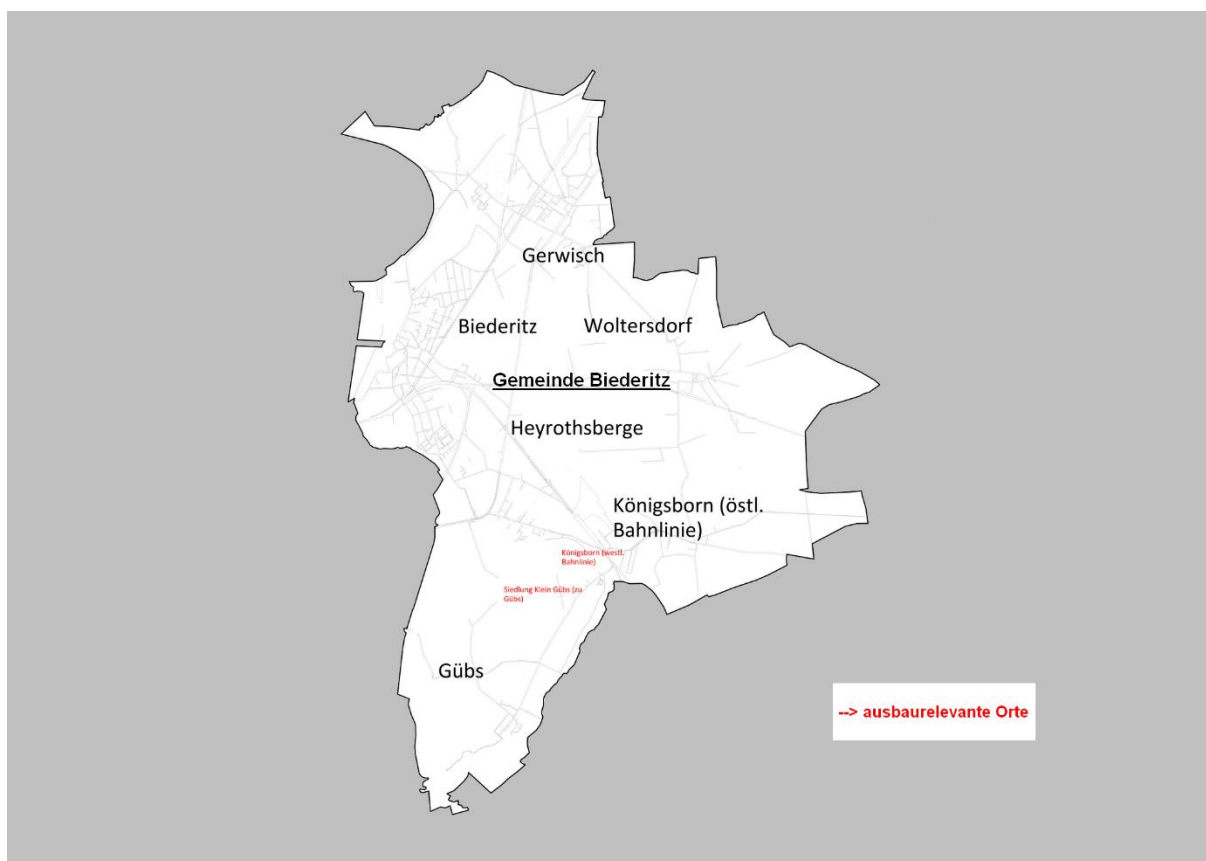 Gerwisch
Biederitz
Woltersdorf
Gemeinde Biederitz
Heyrothsberge
Königsborn (östl.
Bahnlinie)
Königsborn (westl.
Bahnlinie)
Siedlung Klein Gübs (zu
Gübs)
Gübs
--> ausbaurelevante Orte